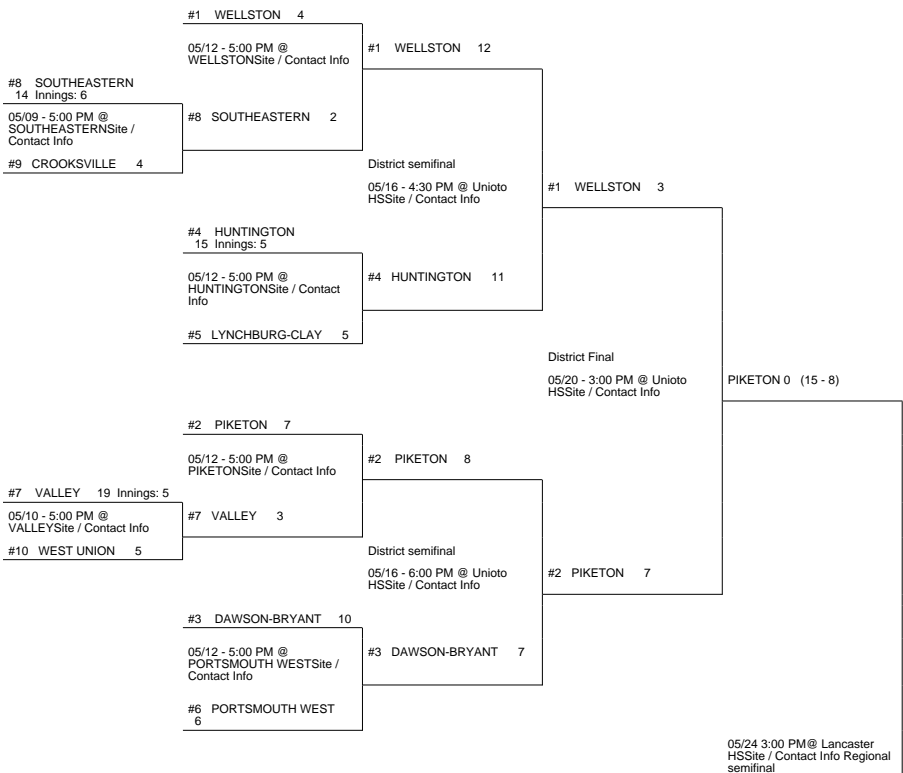 #1 WELLSTON 4
05/12 - 5:00 PM @
WELLSTONSite / Contact Info
#1 WELLSTON 12
#8 SOUTHEASTERN
14 Innings: 6
05/09 - 5:00 PM @
SOUTHEASTERNSite /
Contact Info
#9 CROOKSVILLE 4
#8 SOUTHEASTERN 2
District semifinal
05/16 - 4:30 PM @ Unioto
HSSite / Contact Info
#1 WELLSTON 3
#4 HUNTINGTON
15 Innings: 5
05/12 - 5:00 PM @
HUNTINGTONSite / Contact
Info
#4 HUNTINGTON 11
#5 LYNCHBURG-CLAY 5
District Final
05/20 - 3:00 PM @ Unioto
HSSite / Contact Info
PIKETON 0 (15 - 8)
#2 PIKETON 7
05/12 - 5:00 PM @
PIKETONSite / Contact Info
#2 PIKETON 8
#7 VALLEY 19 Innings: 5
05/10 - 5:00 PM @
VALLEYSite / Contact Info
#10 WEST UNION 5
#7 VALLEY 3
District semifinal
05/16 - 6:00 PM @ Unioto
HSSite / Contact Info
#2 PIKETON 7
#3 DAWSON-BRYANT 10
05/12 - 5:00 PM @
PORTSMOUTH WESTSite /
Contact Info
#3 DAWSON-BRYANT 7
#6 PORTSMOUTH WEST
6
05/24 3:00 PM@ Lancaster
HSSite / Contact Info Regional
semifinal